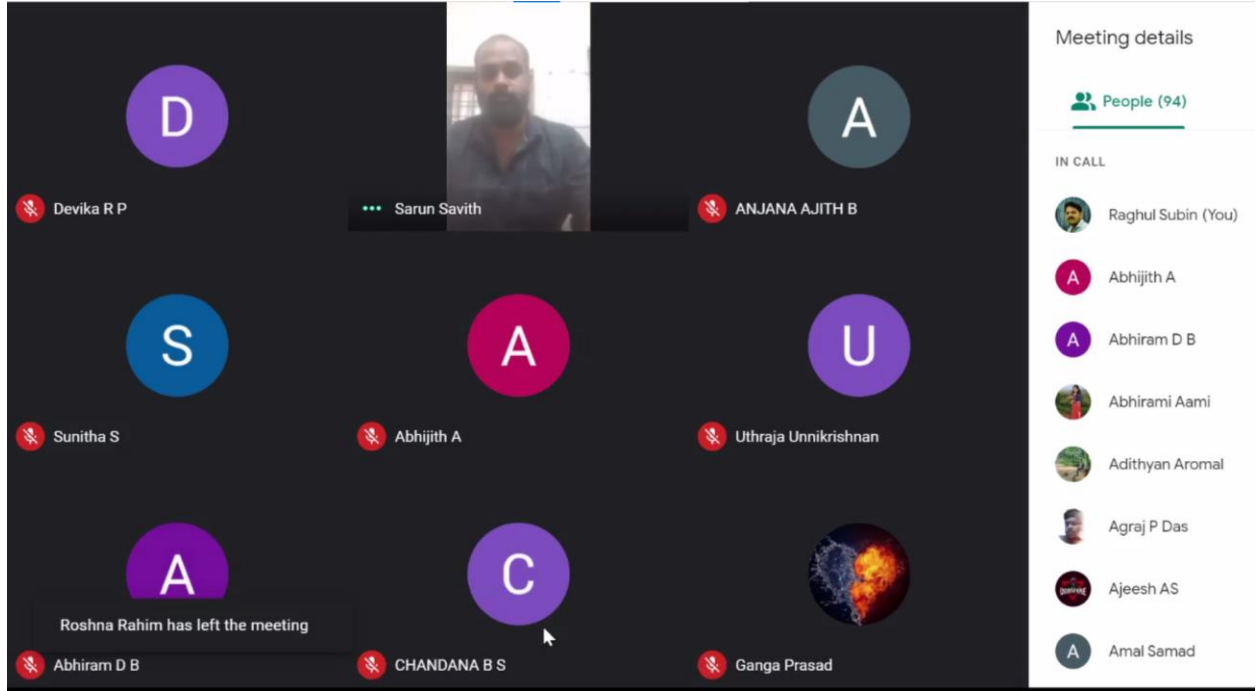 D
Devika R P
Sarun Savith
A
ANJANA AJITH B
S
Sunitha S
A
Abhijith A
U
Uthraja Unnikrishnan
A
Roshna Rahim has left the meeting
Abhiram D B
C
CHANDANA B S
Ganga Prasad
Meeting details
People (94)
IN CALL
Raghul Subin (You)
A
Abhijith A
A
Abhiram D B
Abhirami Aami
Adithyan Aromal
Agraj P Das
Ajeesh AS
A
Amal Samad